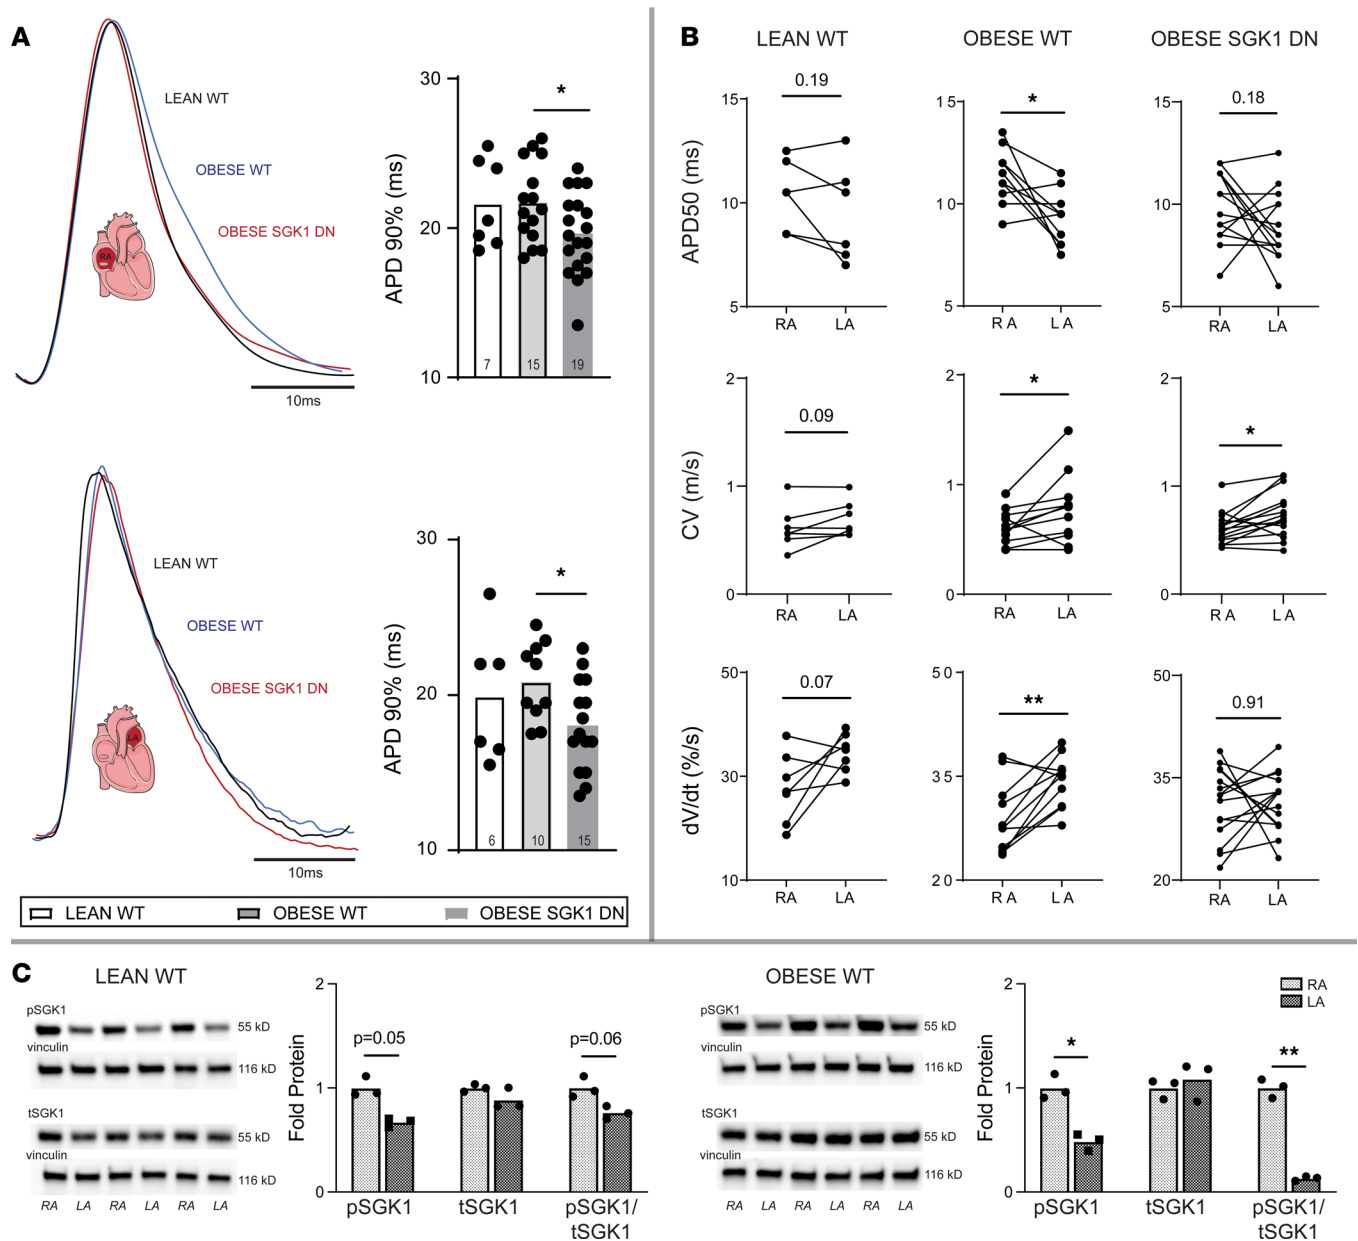 A
LEAN WT
OBESE WT
OBESE SGK1 DN
RA
10ms
APD 90% (ms)
30
20
10
*
7
15
19
LEAN WT
OBESE WT
OBESE SGK1 DN
LA
10ms
APD 90% (ms)
30
20
10
*
6
10
15
LEAN WT OBESE WT OBESE SGK1 DN
B
LEAN WT OBESE WT OBESE SGK1 DN
APD50 (ms)
15
10
5
0.19
RA LA
15
10
5
*
R A L A
15
10
5
0.18
RA LA
CV (m/s)
2
1
0
0.09
RA LA
2
1
0
*
RA LA
2
1
0
*
R A L A
dV/dt (%/s)
50
30
10
0.07
RA LA
50
35
20
**
R A L A
50
35
20
0.91
RA LA
C
LEAN WT
pSGK1
55 kD
vinculin
116 kD
tSGK1
55 kD
vinculin
116 kD
RA LA RA LA RA LA
Fold Protein
2
1
0
p=0.05
p=0.06
pSGK1 tSGK1 pSGK1/
tSGK1
OBESE WT
pSGK1
55 kD
vinculin
116 kD
tSGK1
55 kD
vinculin
116 kD
RA LA RA LA RA LA
Fold Protein
2
1
0
*
**
RA
LA
pSGK1 tSGK1 pSGK1/
tSGK1